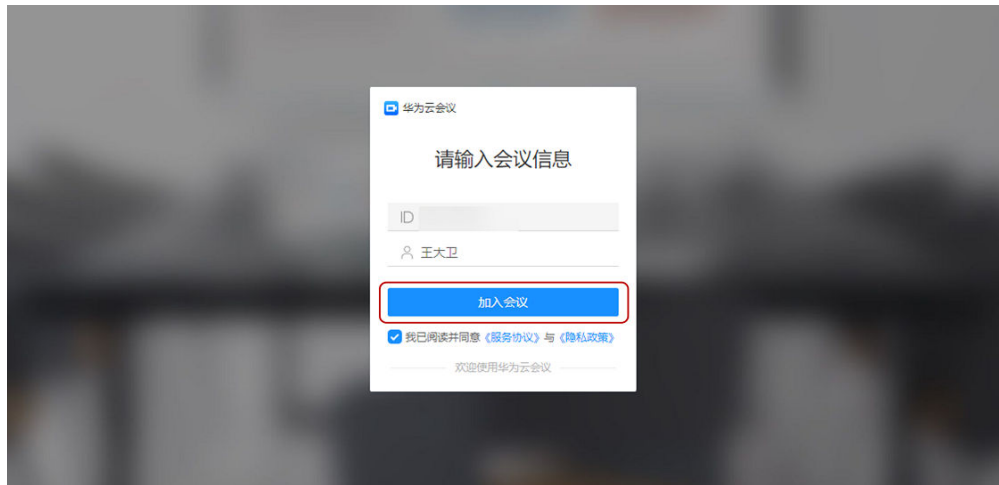 华为云会议
请输入会议信息
ID
王大卫
加入会议
我已阅读并同意《服务协议》与《隐私政策》
欢迎使用华为云会议